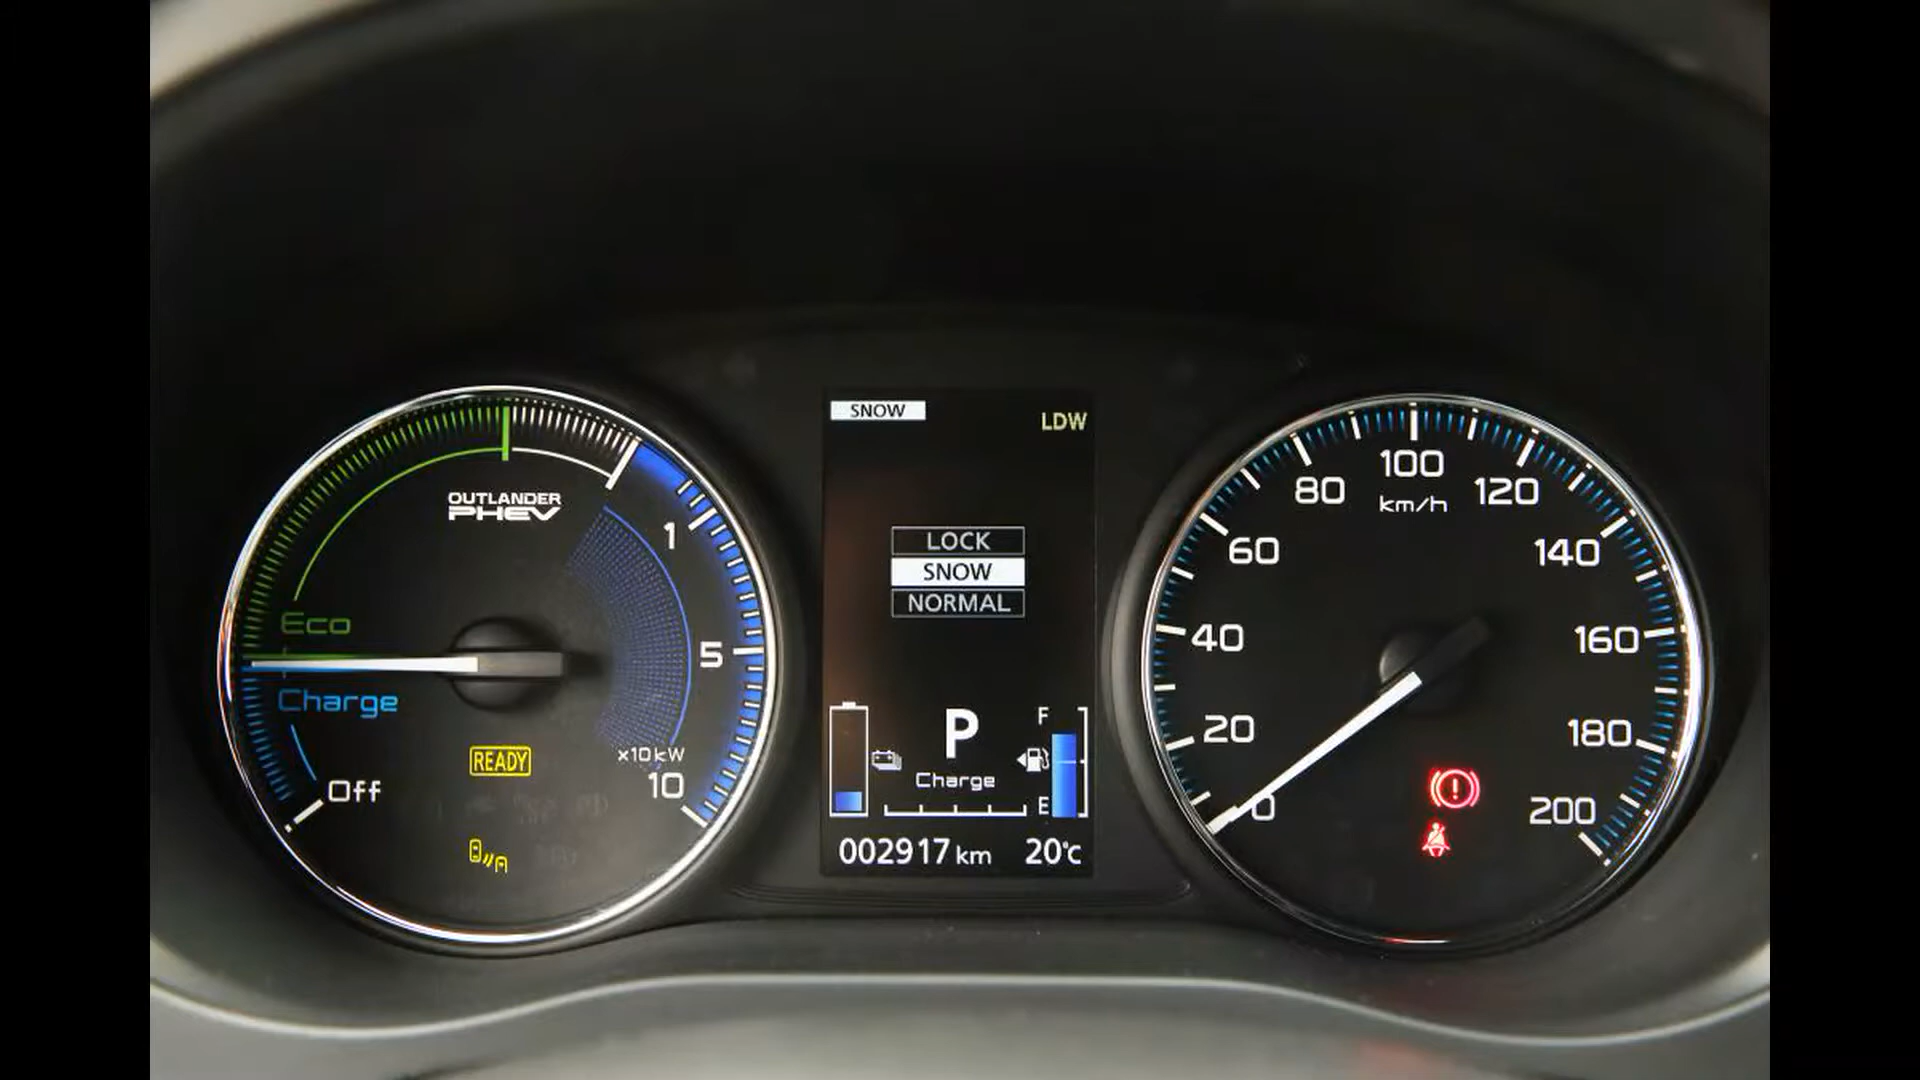 OUTLANDER
PHEV
1
5
10
×10kW
Eco
Charge
Off
READY
SNOW
LDW
LOCK
SNOW
NORMAL
P
Charge
F
E
002917 km
20°C
0
20
40
60
80
100
km/h
120
140
160
180
200